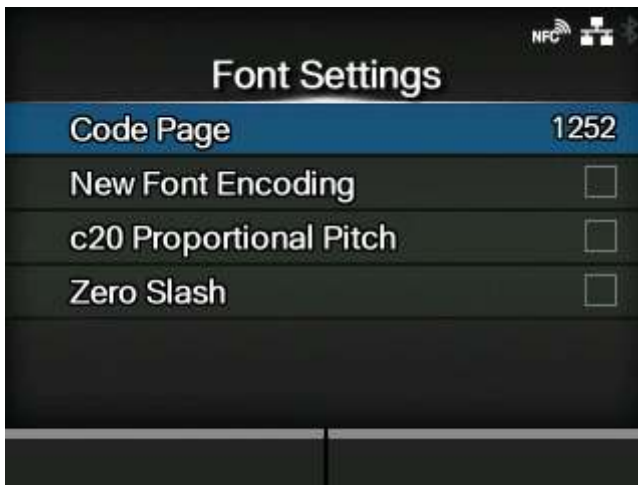 NFC
Font Settings
Code Page 1252
New Font Encoding
c20 Proportional Pitch
Zero Slash